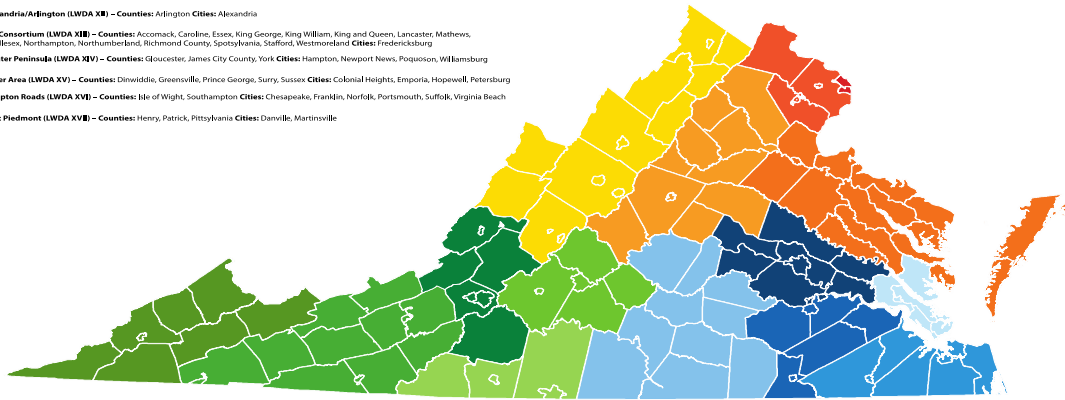 andria/Arlington (LWDA XII) – Counties: Arlington Cities: Alexandria
Consortium (LWDA XIII) – Counties: Accomack, Caroline, Essex, King George, King William, King and Queen, Lancaster, Mathews,
llesex, Northampton, Northumberland, Richmond County, Spotsylvania, Stafford, Westmoreland Cities: Fredericksburg
ter Peninsula (LWDA XIV) – Counties: Gloucester, James City County, York Cities: Hampton, Newport News, Poquoson, Williamsburg
er Area (LWDA XV) – Counties: Dinwiddie, Greensville, Prince George, Surry, Sussex Cities: Colonial Heights, Emporia, Hopewell, Petersburg
pton Roads (LWDA XVI) – Counties: Isle of Wight, Southampton Cities: Chesapeake, Franklin, Norfolk, Portsmouth, Suffolk, Virginia Beach
Piedmont (LWDA XVII) – Counties: Henry, Patrick, Pittsylvania Cities: Danville, Martinsville